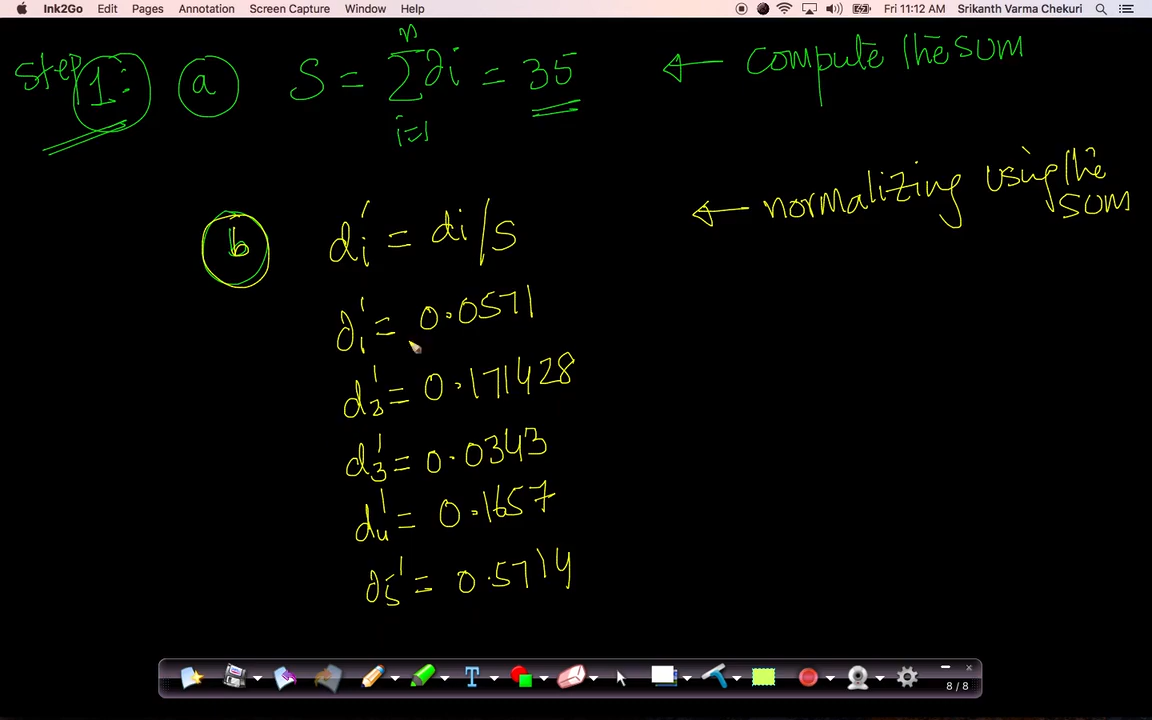 Ink2Go Edit Pages Annotation Screen Capture Window Help Fri 11:12 AM Srikanth Varma Chekuri
Step 1: a S = n Σ i=1 di = 35 ← compute the sum
b di' = di/s ← normalizing using the sum
d1' = 0.0571
d2' = 0.171428
d3' = 0.0343
d4' = 0.1657
d5' = 0.5714
8 / 8